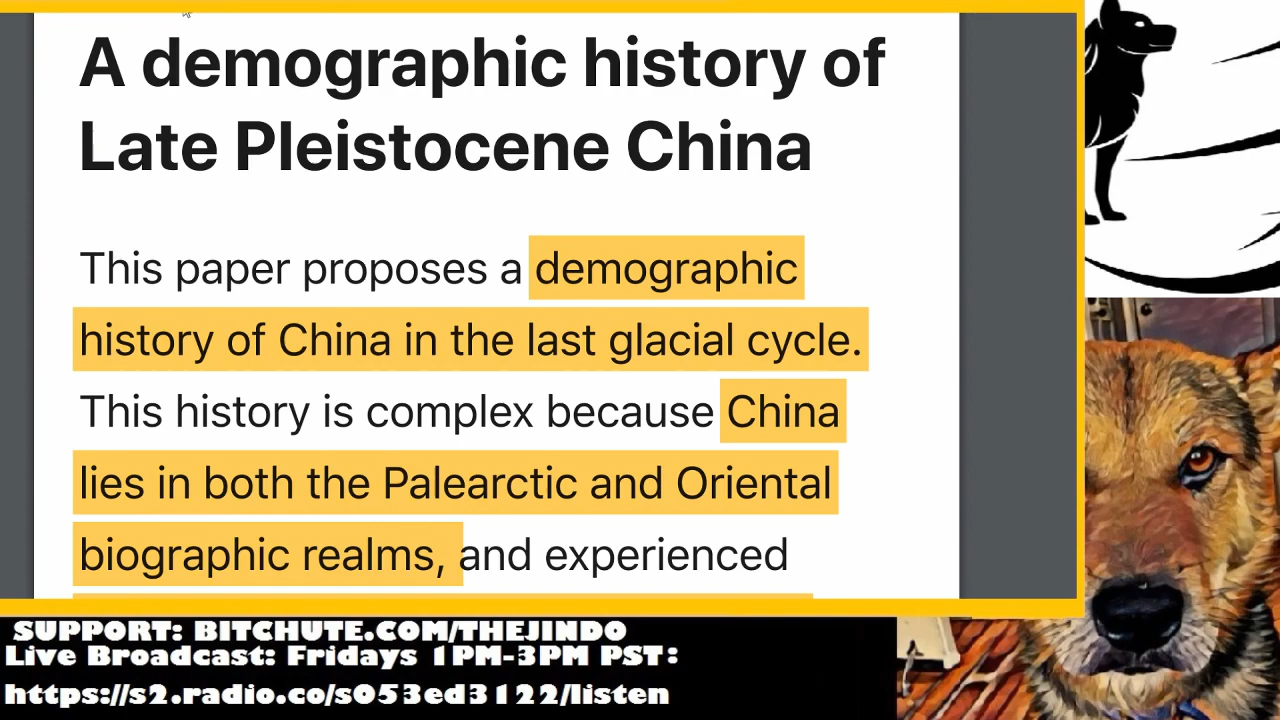 A demographic history of
Late Pleistocene China
This paper proposes a demographic
history of China in the last glacial cycle.
This history is complex because China
lies in both the Palearctic and Oriental
biographic realms, and experienced
SUPPORT: BITCHUTE.COM/THEJINDO
Live Broadcast: Fridays 1PM-3PM PST:
https://s2.radio.co/s053ed3122/listen